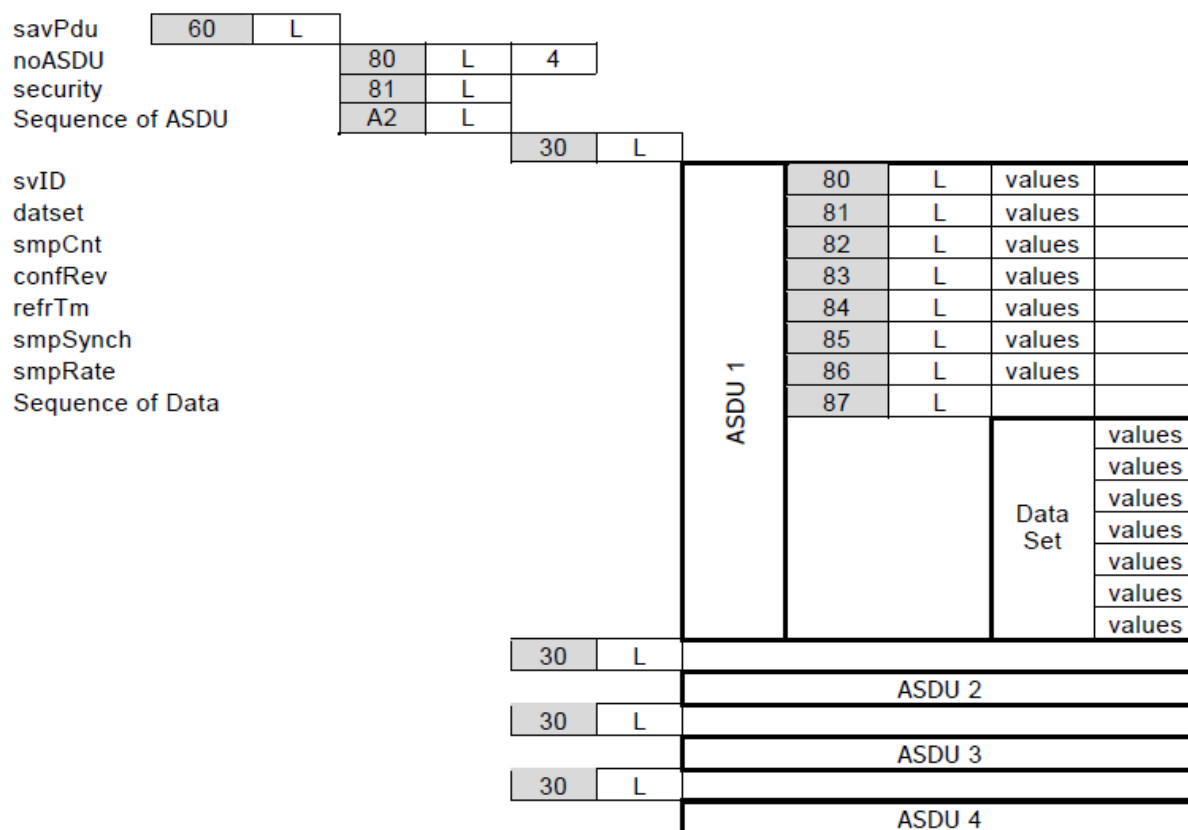 savPdu 60 L
noASDU 80 L 4
security 81 L
Sequence of ASDU A2 L
30 L
svID 80 L values
datset 81 L values
smpCnt 82 L values
confRev 83 L values
refrTm 84 L values
smpSynch 85 L values
smpRate 86 L values
Sequence of Data 87 L
ASDU 1
Data
Set
values
values
values
values
values
values
values
30 L
ASDU 2
30 L
ASDU 3
30 L
ASDU 4